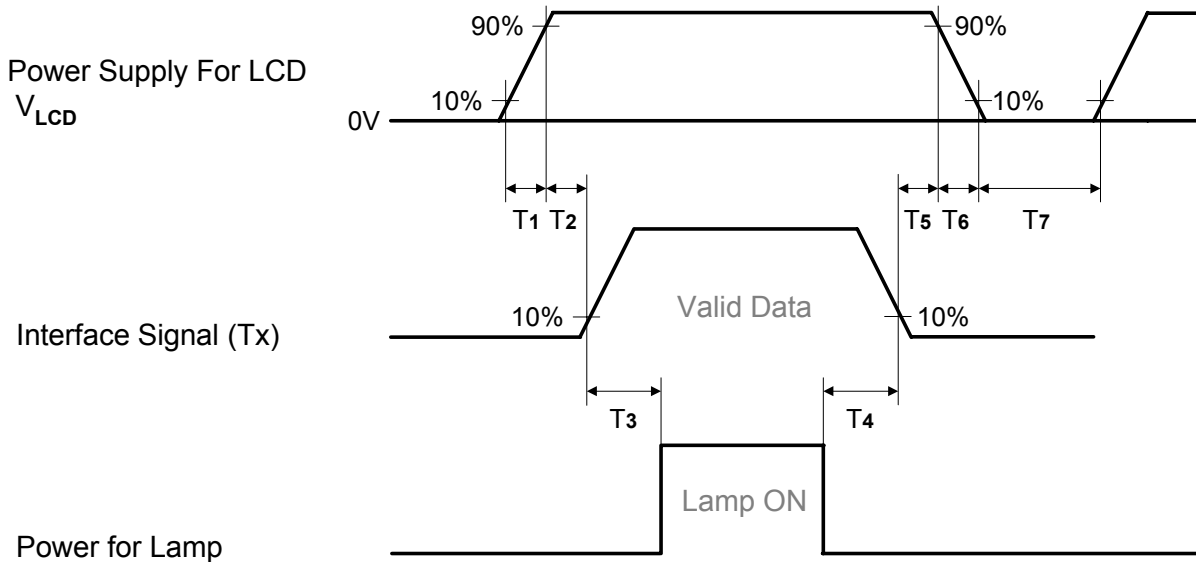 90%
90%
Power Supply For LCD
VLCD
10%
10%
0V
T1
T2
T5
T6
T7
10%
Valid Data
10%
Interface Signal (Tx)
T3
T4
Lamp ON
Power for Lamp